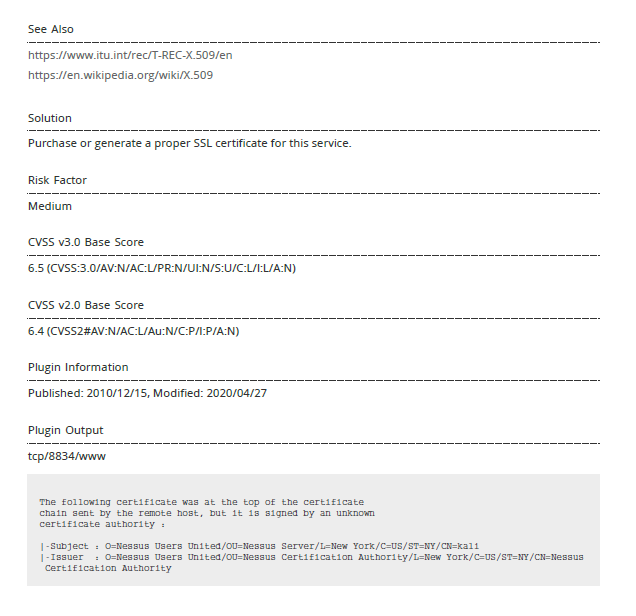 See Also
https://www.itu.int/rec/T-REC-X.509/en
https://en.wikipedia.org/wiki/X.509
Solution
Purchase or generate a proper SSL certificate for this service.
Risk Factor
Medium
CVSS v3.0 Base Score
6.5 (CVSS:3.0/AV:N/AC:L/PR:N/UI:N/S:U/C:L/I:L/A:N)
CVSS v2.0 Base Score
6.4 (CVSS2#AV:N/AC:L/Au:N/C:P/I:P/A:N)
Plugin Information
Published: 2010/12/15, Modified: 2020/04/27
Plugin Output
tcp/8834/www
The following certificate was at the top of the certificate
chain sent by the remote host, but it is signed by an unknown
certificate authority :
|-Subject : O=Nessus Users United/OU=Nessus Server/L=New York/C=US/ST=NY/CN=kali
|-Issuer  : O=Nessus Users United/OU=Nessus Certification Authority/L=New York/C=US/ST=NY/CN=Nessus
Certification Authority